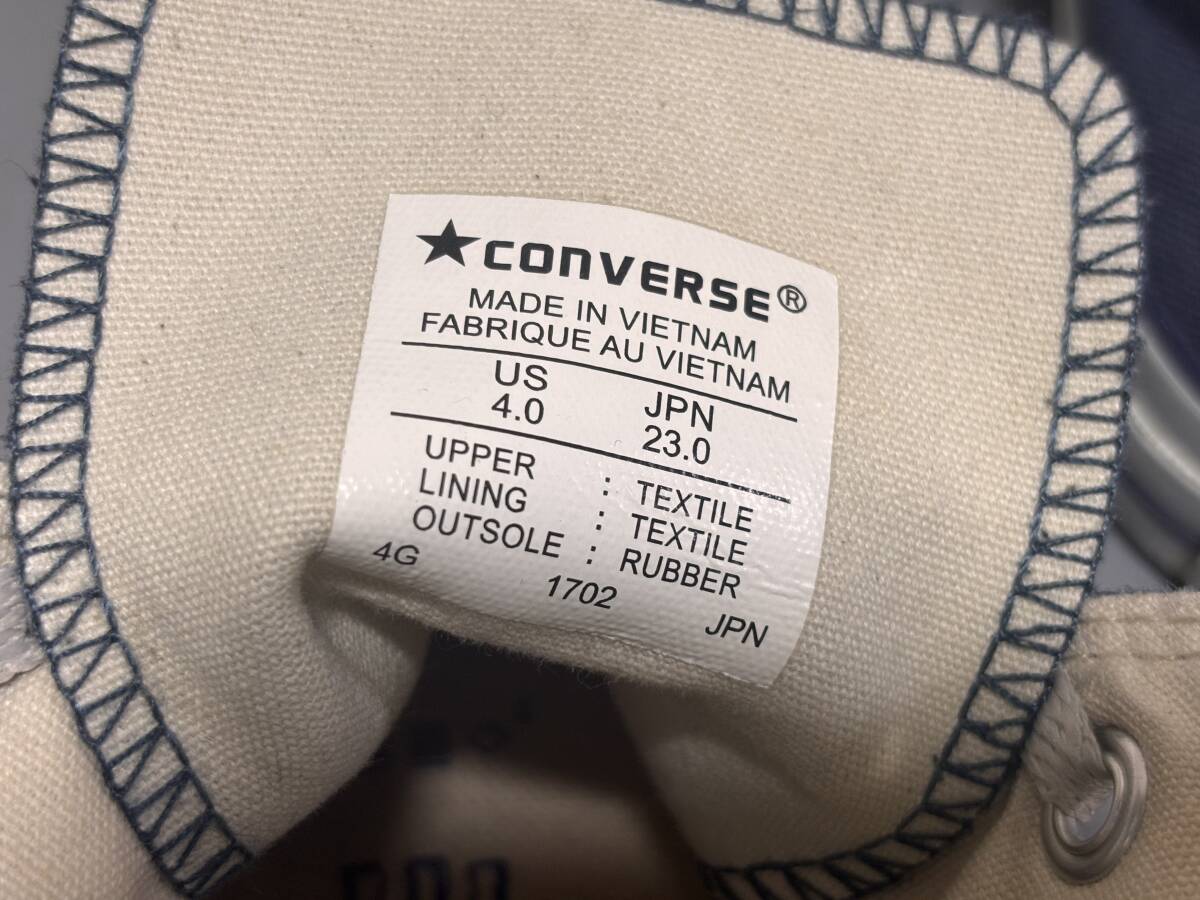 ★CONVERSE®
MADE IN VIETNAM
FABRIQUE AU VIETNAM
US JPN
4.0 23.0
UPPER : TEXTILE
LINING : TEXTILE
OUTSOLE : RUBBER
4G 1702 JPN